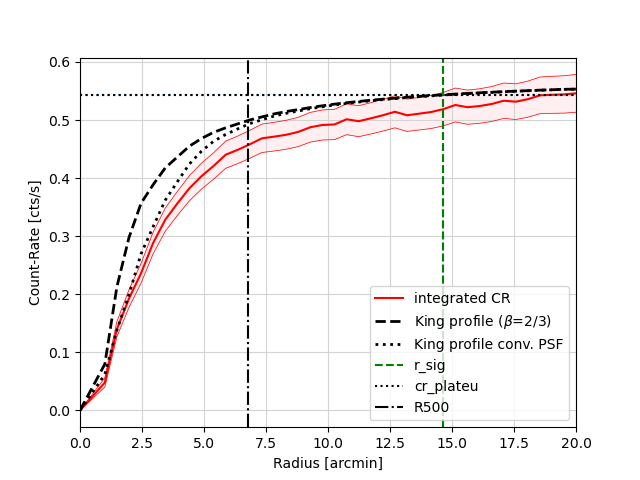 0.6
0.5
0.4
0.3
0.2
0.1
0.0
Count-Rate [cts/s]
integrated CR
King profile (β=2/3)
King profile conv. PSF
r_sig
cr_plateu
R500
0.0 2.5 5.0 7.5 10.0 12.5 15.0 17.5 20.0
Radius [arcmin]